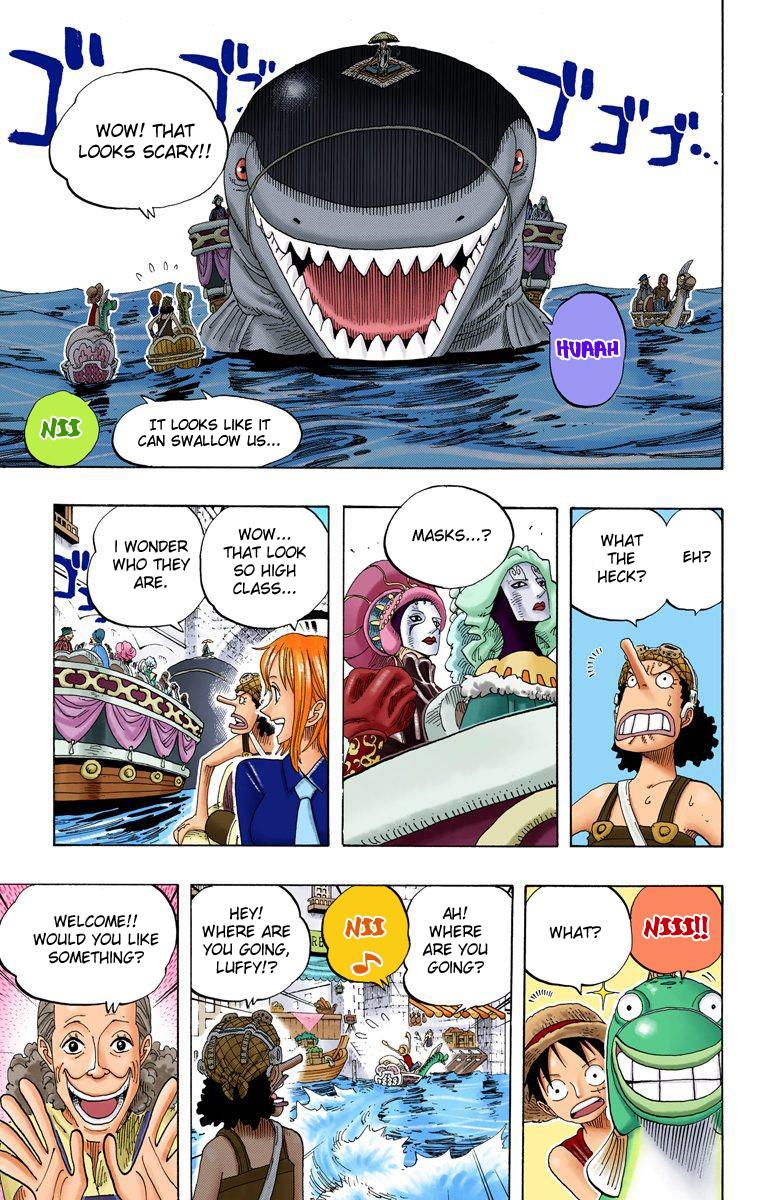 ゴ
ゴ
ゴ
ゴ
ゴ..
WOW! THAT
LOOKS SCARY!!
HUAAH
IT LOOKS LIKE IT
CAN SWALLOW US...
NII
EH?
WHAT
THE
HECK?
MASKS...?
WOW...
THAT LOOK
SO HIGH
CLASS...
I WONDER
WHO THEY
ARE.
NIII!!
WHAT?
AH!
WHERE
ARE YOU
GOING?
NII
HEY!
WHERE ARE
YOU GOING,
LUFFY!?
WELCOME!!
WOULD YOU LIKE
SOMETHING?